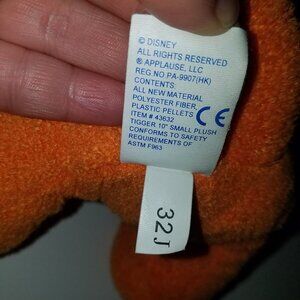 © DISNEY
ALL RIGHTS RESERVED
® APPLAUSE, LLC
REG NO PA-9907(HK)
CONTENTS:
ALL NEW MATERIAL
POLYESTER FIBER,
PLASTIC PELLETS
ITEM # 43632
TIGGER 10" SMALL PLUSH
CONFORMS TO SAFETY
REQUIREMENTS OF
ASTM F963
CE
32J